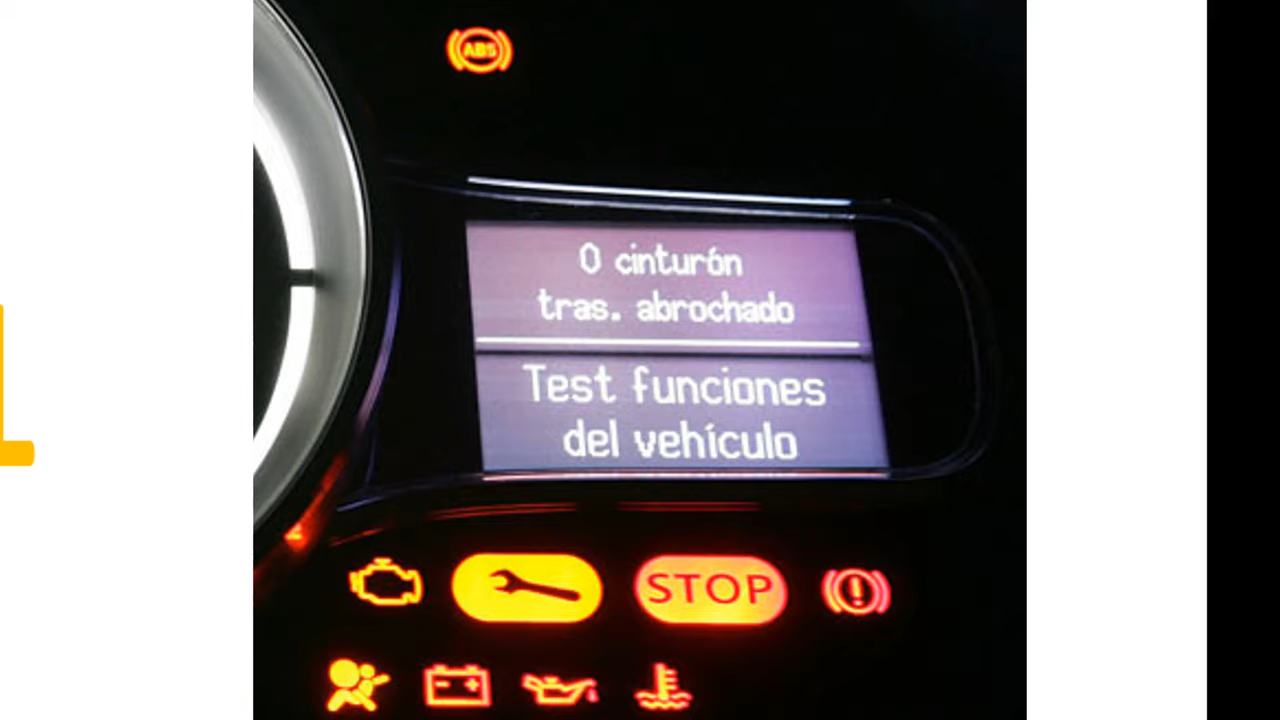 ABS
0 cinturón
tras. abrochado
Test funciones
del vehículo
STOP